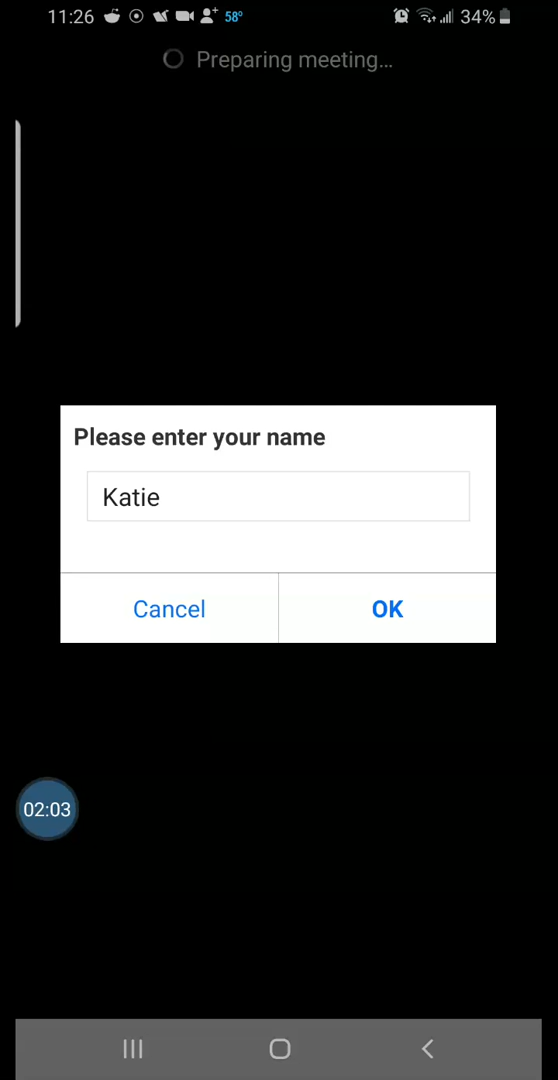 11:26 58° 34%
Preparing meeting...
Please enter your name
Katie
Cancel OK
02:03